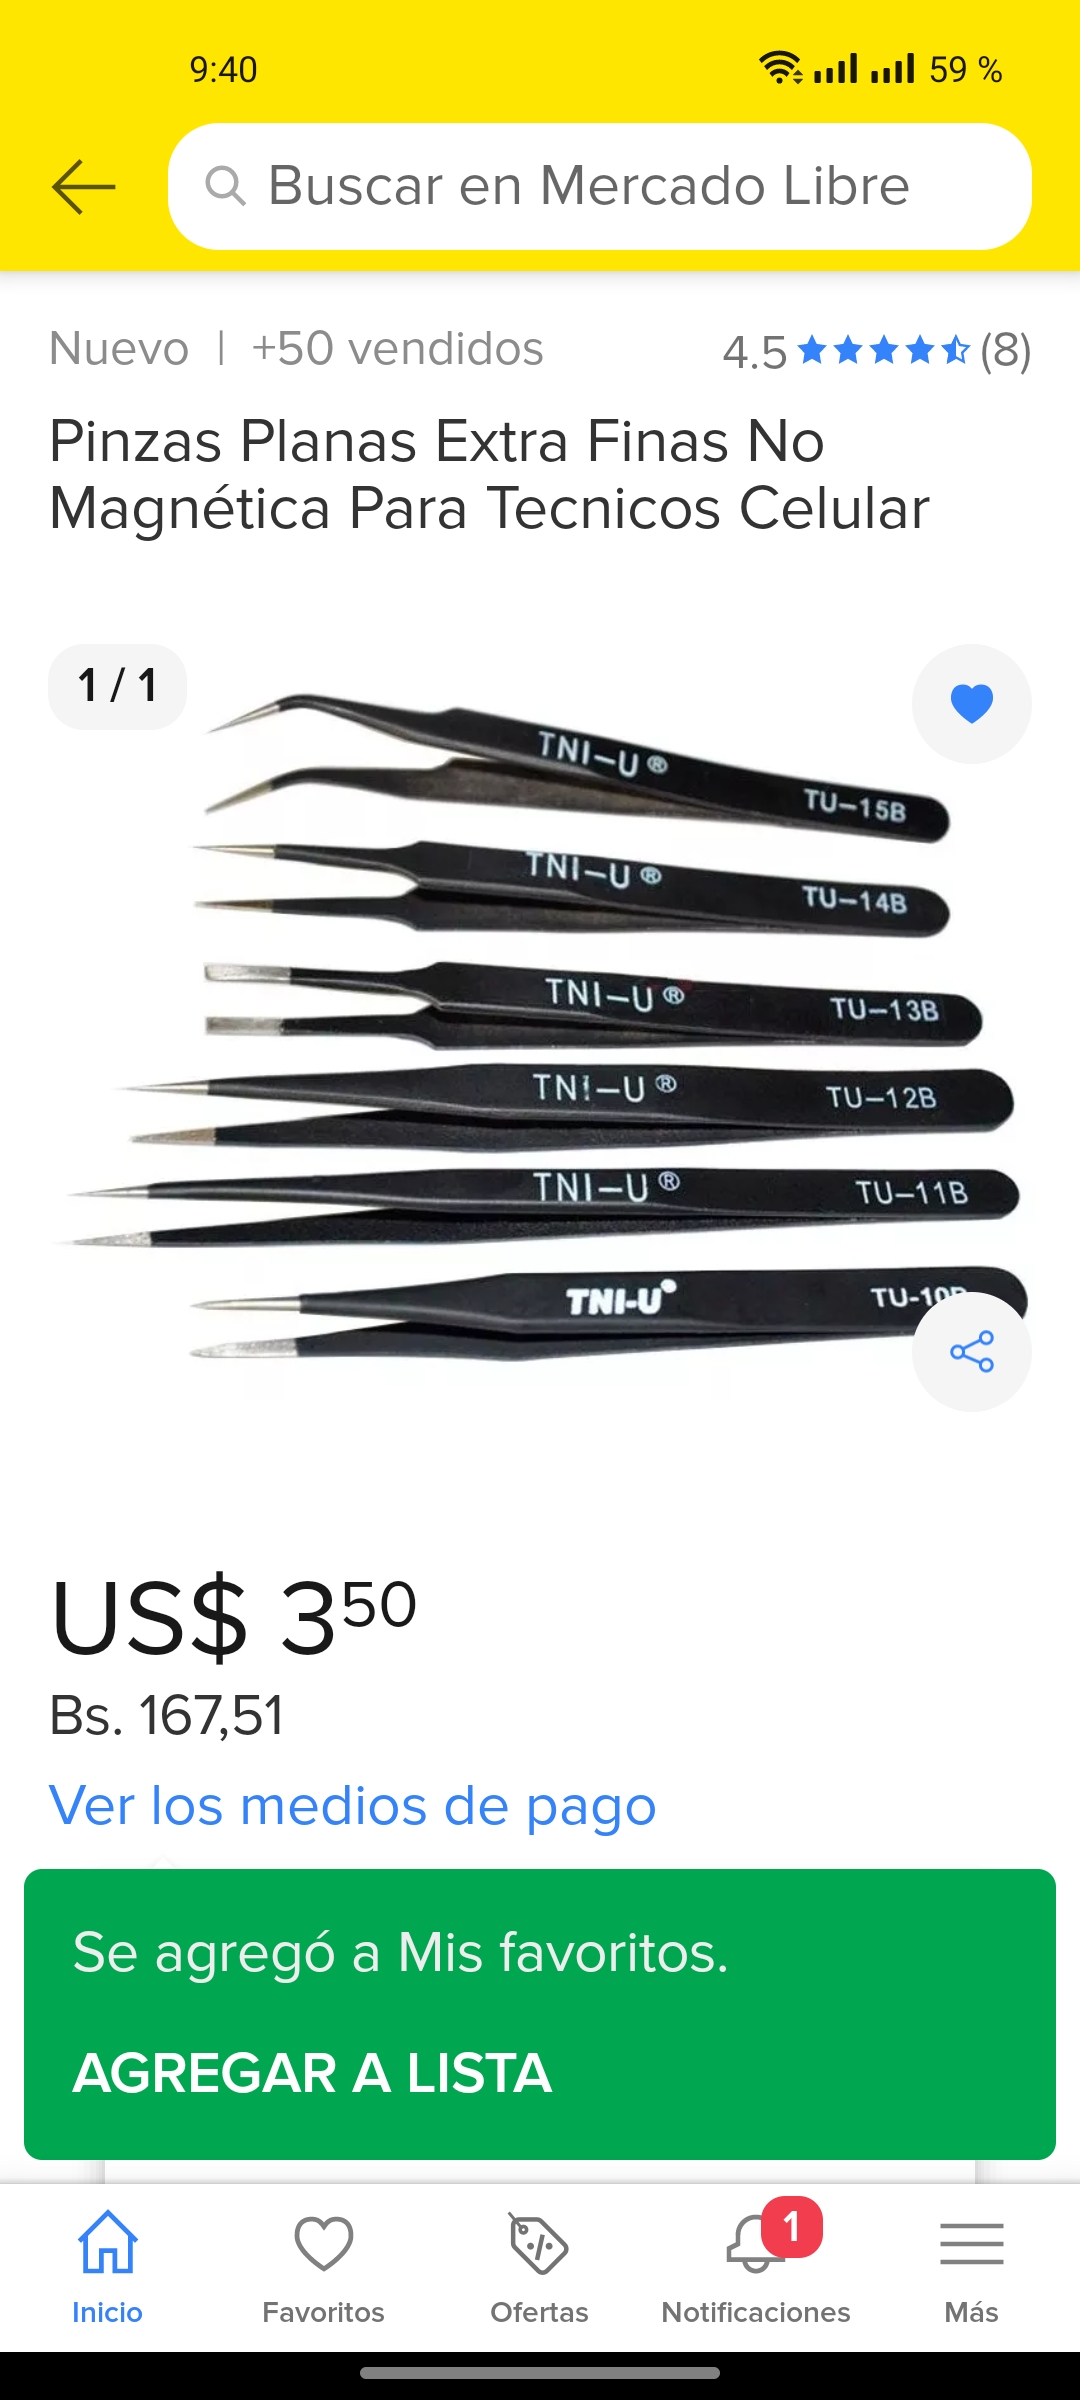 9:40
59 %
Buscar en Mercado Libre
Nuevo | +50 vendidos
4.5 (8)
Pinzas Planas Extra Finas No
Magnética Para Tecnicos Celular
1 / 1
TNI-U® TU-15B
TNI-U® TU-14B
TNI-U® TU-13B
TNI-U® TU-12B
TNI-U® TU-11B
TNI-U TU-10B
US$ 3⁵⁰
Bs. 167,51
Ver los medios de pago
Se agregó a Mis favoritos.
AGREGAR A LISTA
1
Inicio
Favoritos
Ofertas
Notificaciones
Más